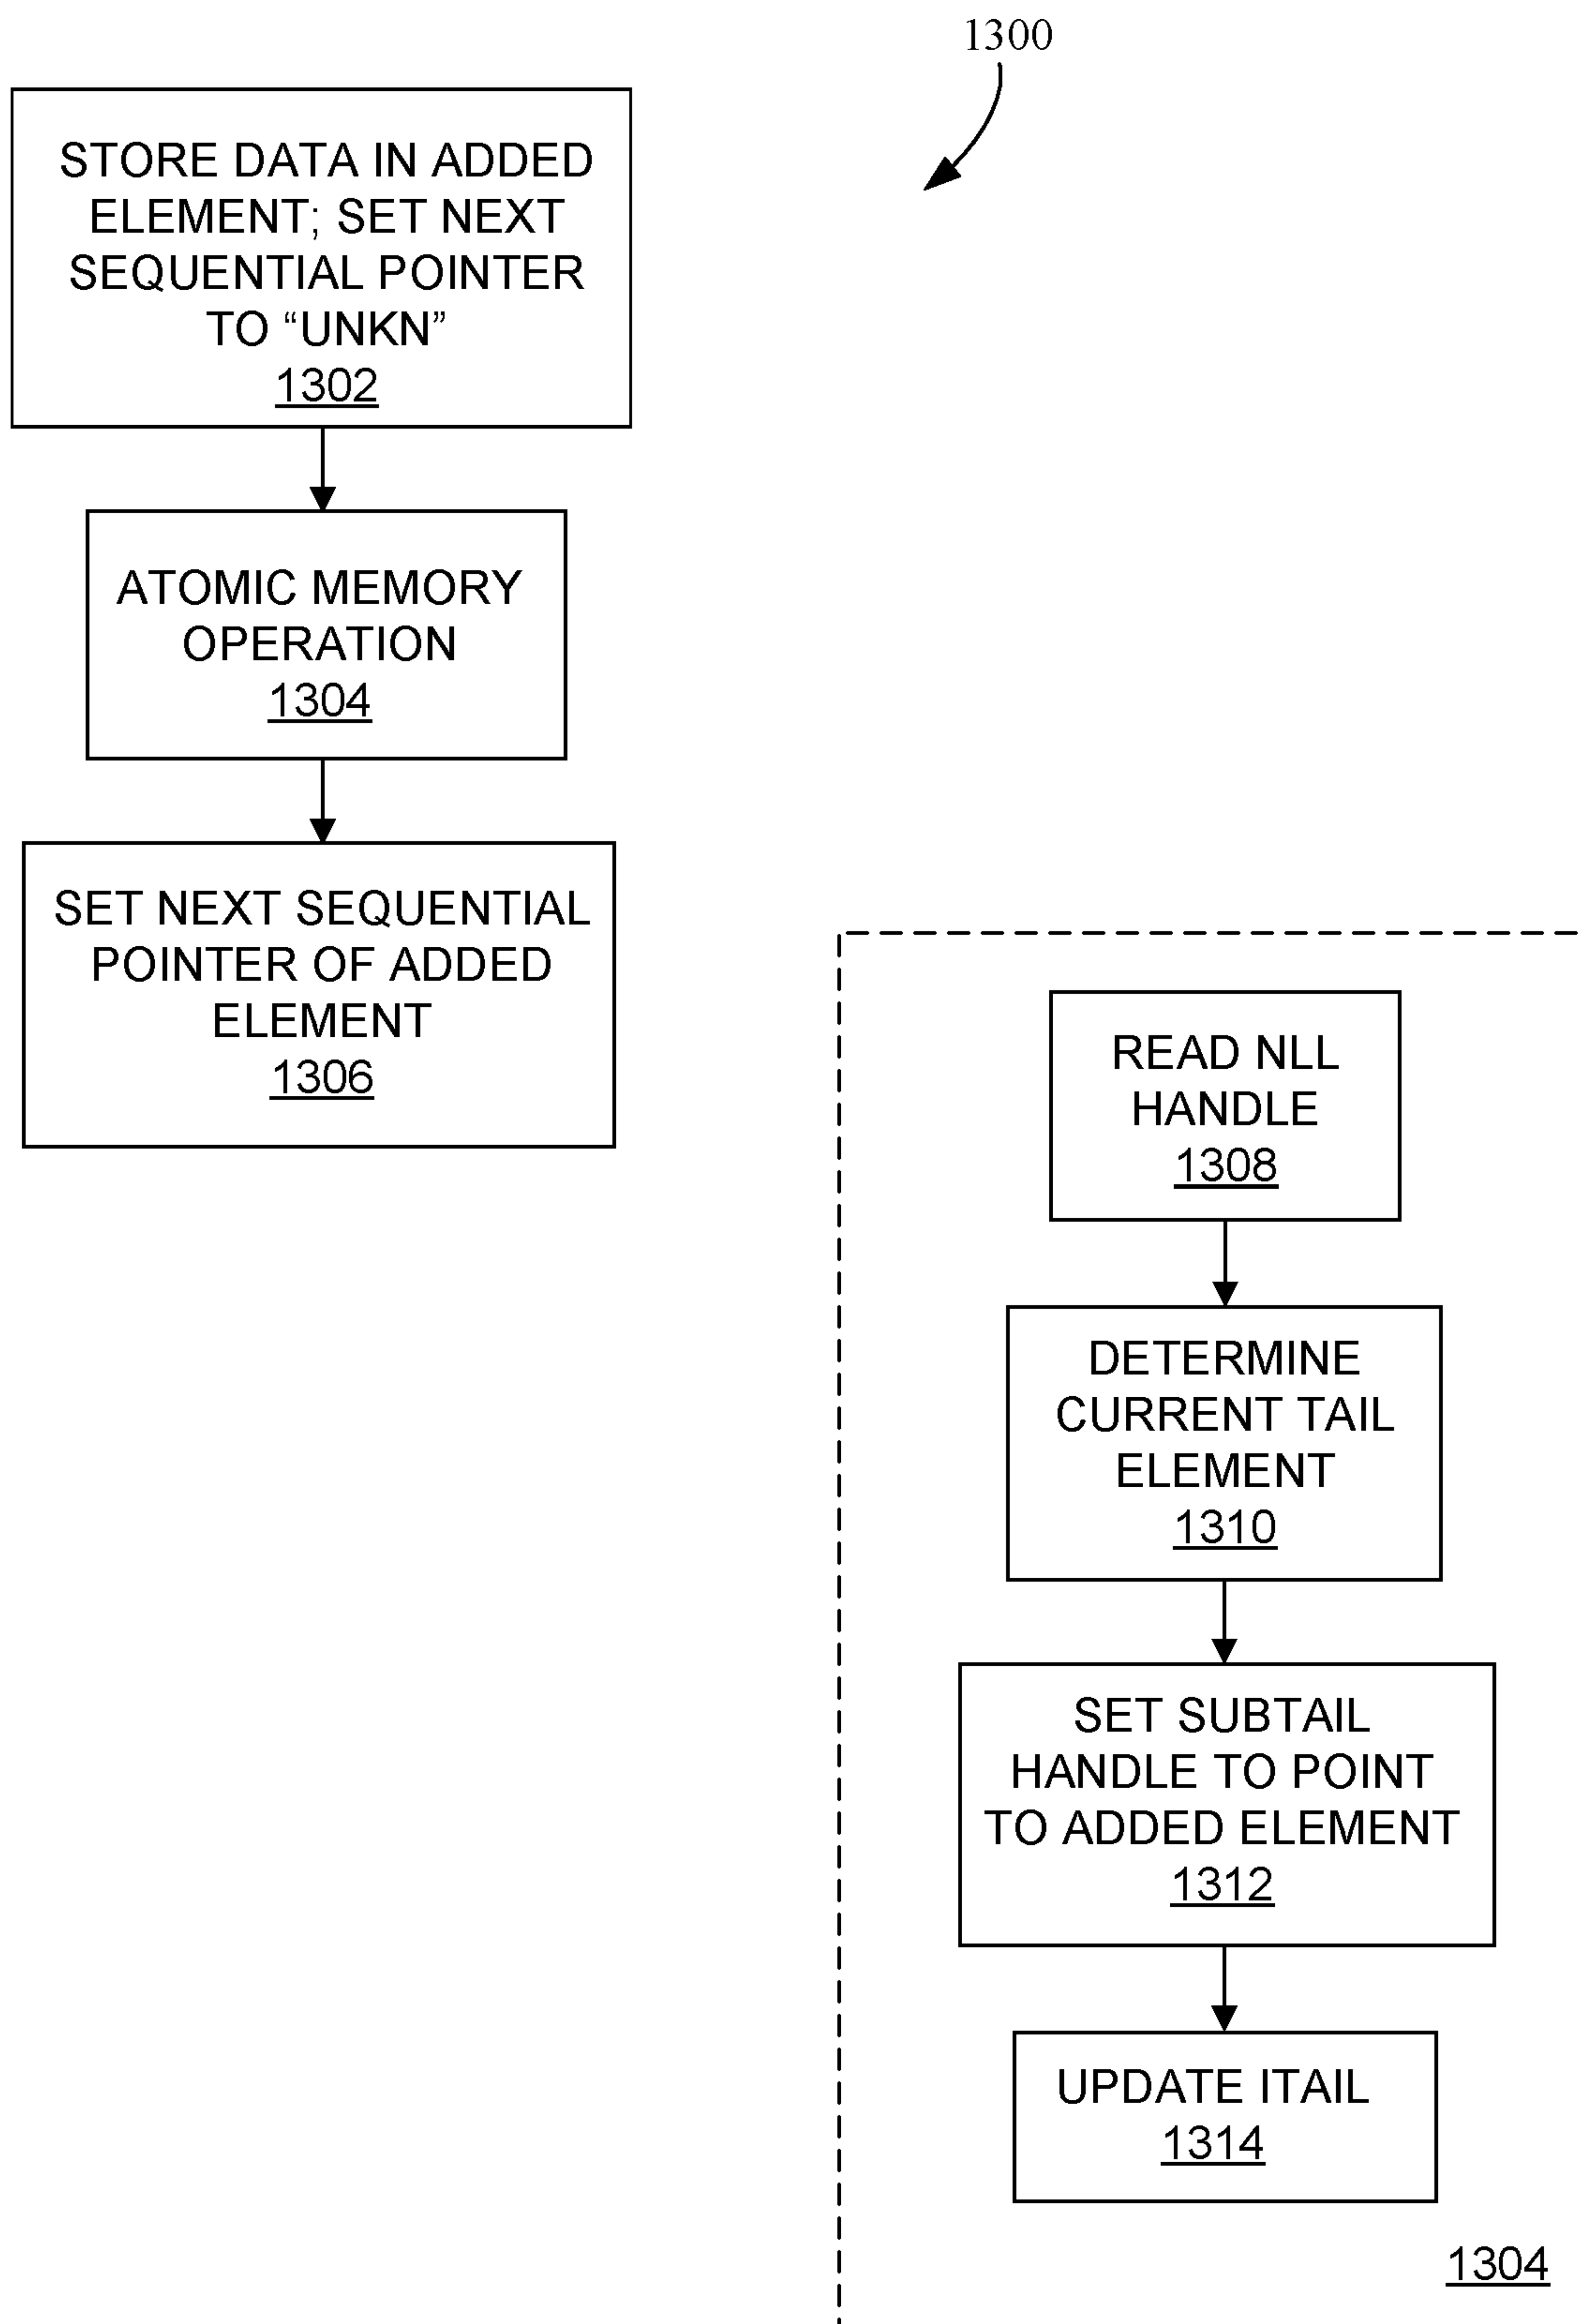 1300
STORE DATA IN ADDED
ELEMENT; SET NEXT
SEQUENTIAL POINTER
TO “UNKN”
1302
ATOMIC MEMORY
OPERATION
1304
SET NEXT SEQUENTIAL
POINTER OF ADDED
ELEMENT
1306
READ NLL
HANDLE
1308
DETERMINE
CURRENT TAIL
ELEMENT
1310
SET SUBTAIL
HANDLE TO POINT
TO ADDED ELEMENT
1312
UPDATE ITAIL
1314
1304